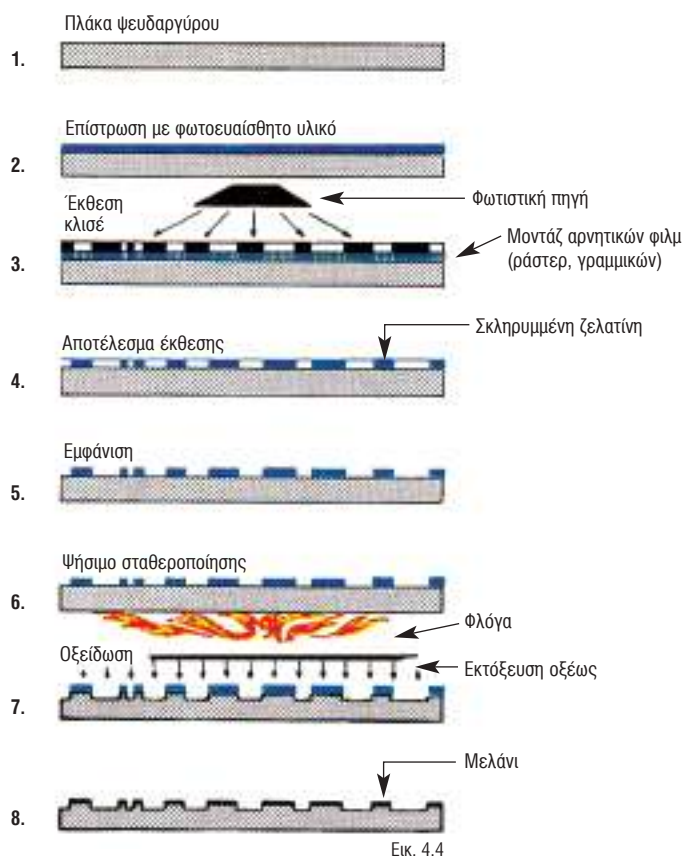 Πλάκα ψευδαργύρου
1.
Επίστρωση με φωτοευαίσθητο υλικό
2.
Έκθεση
κλισέ
Φωτιστική πηγή
Μοντάζ αρνητικών φιλμ
(ράστερ, γραμμικών)
3.
Σκληρυμμένη ζελατίνη
Αποτέλεσμα έκθεσης
4.
Εμφάνιση
5.
Ψήσιμο σταθεροποίησης
6.
Φλόγα
Οξείδωση
Εκτόξευση οξέως
7.
Μελάνι
8.
Εικ. 4.4